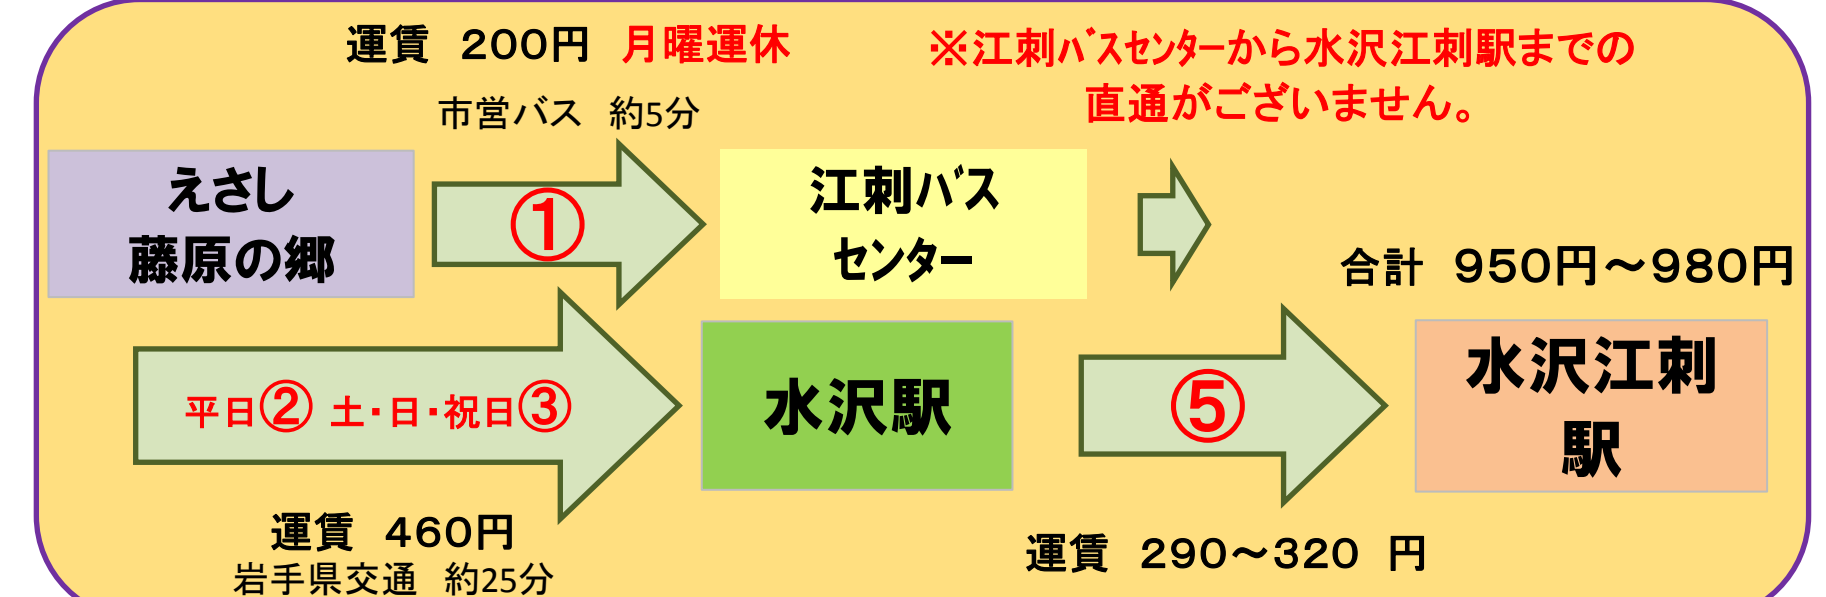 運賃　200円　月曜運休
※江刺バスセンターから水沢江刺駅までの
直通がございません。
市営バス　約5分
えさし
藤原の郷
①
江刺バス
センター
合計　950円～980円
平日② 土・日・祝日③
水沢駅
⑤
水沢江刺
駅
運賃　460円
岩手県交通　約25分
運賃　290～320　円